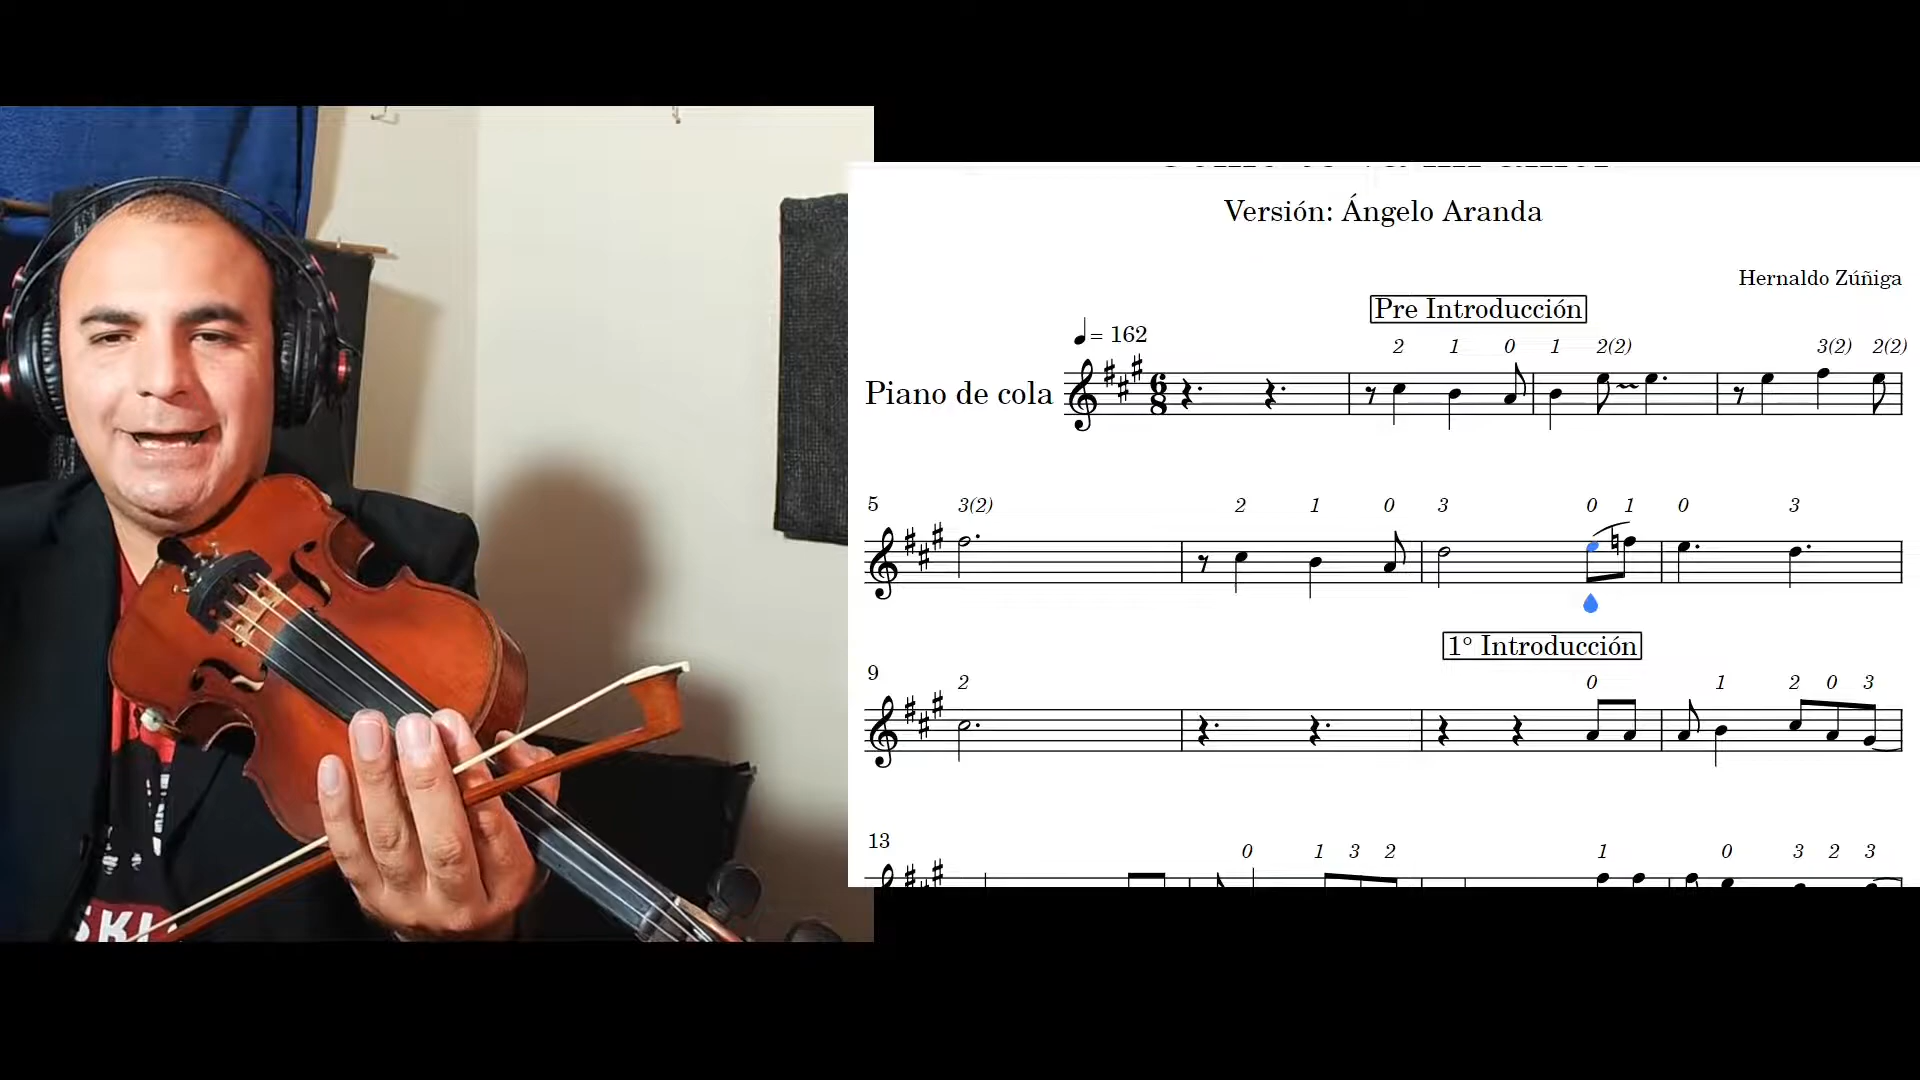 Versión: Ángelo Aranda
Hernaldo Zúñiga
Pre Introducción
= 162
2 1 0 1 2(2) 3(2) 2(2)
Piano de cola
6
8
5 3(2) 2 1 0 3 0 1 0 3
1° Introducción
9 2 0 1 2 0 3
13 0 1 3 2 1 0 3 2 3